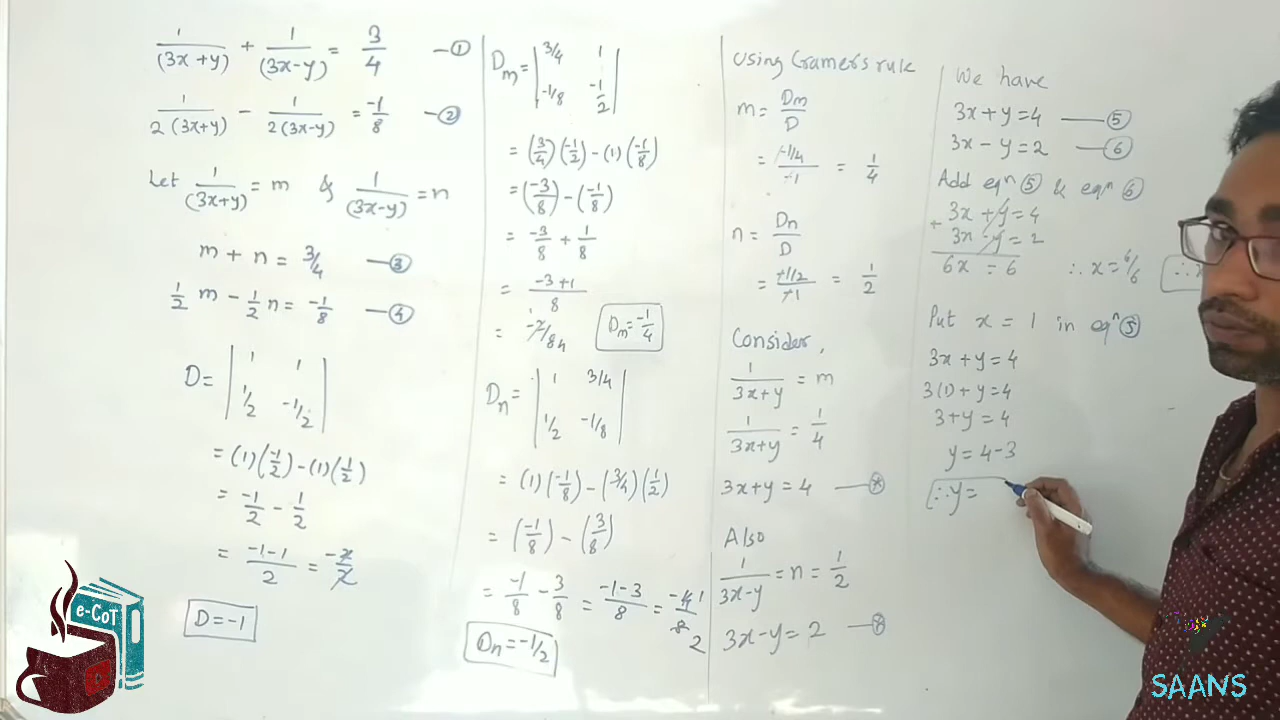 1/(3x+y) + 1/(3x-y) = 3/4 —①
1/2(3x+y) - 1/2(3x-y) = -1/8 —②
Let 1/(3x+y) = m & 1/(3x-y) = n
m + n = 3/4 —③
1/2 m - 1/2 n = -1/8 —④
D = | 1 1 |
| 1/2 -1/2 |
= (1)(-1/2) - (1)(1/2)
= -1/2 - 1/2
= -1-1/2 = -2/2
D = -1
Dm = | 3/4 1 |
| -1/8 -1/2 |
= (3/4)(-1/2) - (1)(-1/8)
= (-3/8) - (-1/8)
= -3/8 + 1/8
= -3+1/8
= -2/8 4 Dm = -1/4
Dn = | 1 3/4 |
| 1/2 -1/8 |
= (1)(-1/8) - (3/4)(1/2)
= (-1/8) - (3/8)
= -1/8 - 3/8 = -1-3/8 = -4 1/8 2
Dn = -1/2
Using Cramers rule
m = Dm/D
= -1/4/-1 = 1/4
n = Dn/D
= -1/2/-1 = 1/2
Consider,
1/3x+y = m
1/3x+y = 1/4
3x+y = 4 —⊛
Also
1/3x-y = n = 1/2
3x-y = 2 —⊛
We have
3x+y = 4 —⑤
3x-y = 2 —⑥
Add eqn ⑤ & eqn ⑥
3x + y = 4
+ 3x - y = 2
6x = 6 ∴ x = 6/6 ∴ x
Put x = 1 in eqn ⑤
3x + y = 4
3(1) + y = 4
3 + y = 4
y = 4-3
∴ y =
e-CoT
SAANS